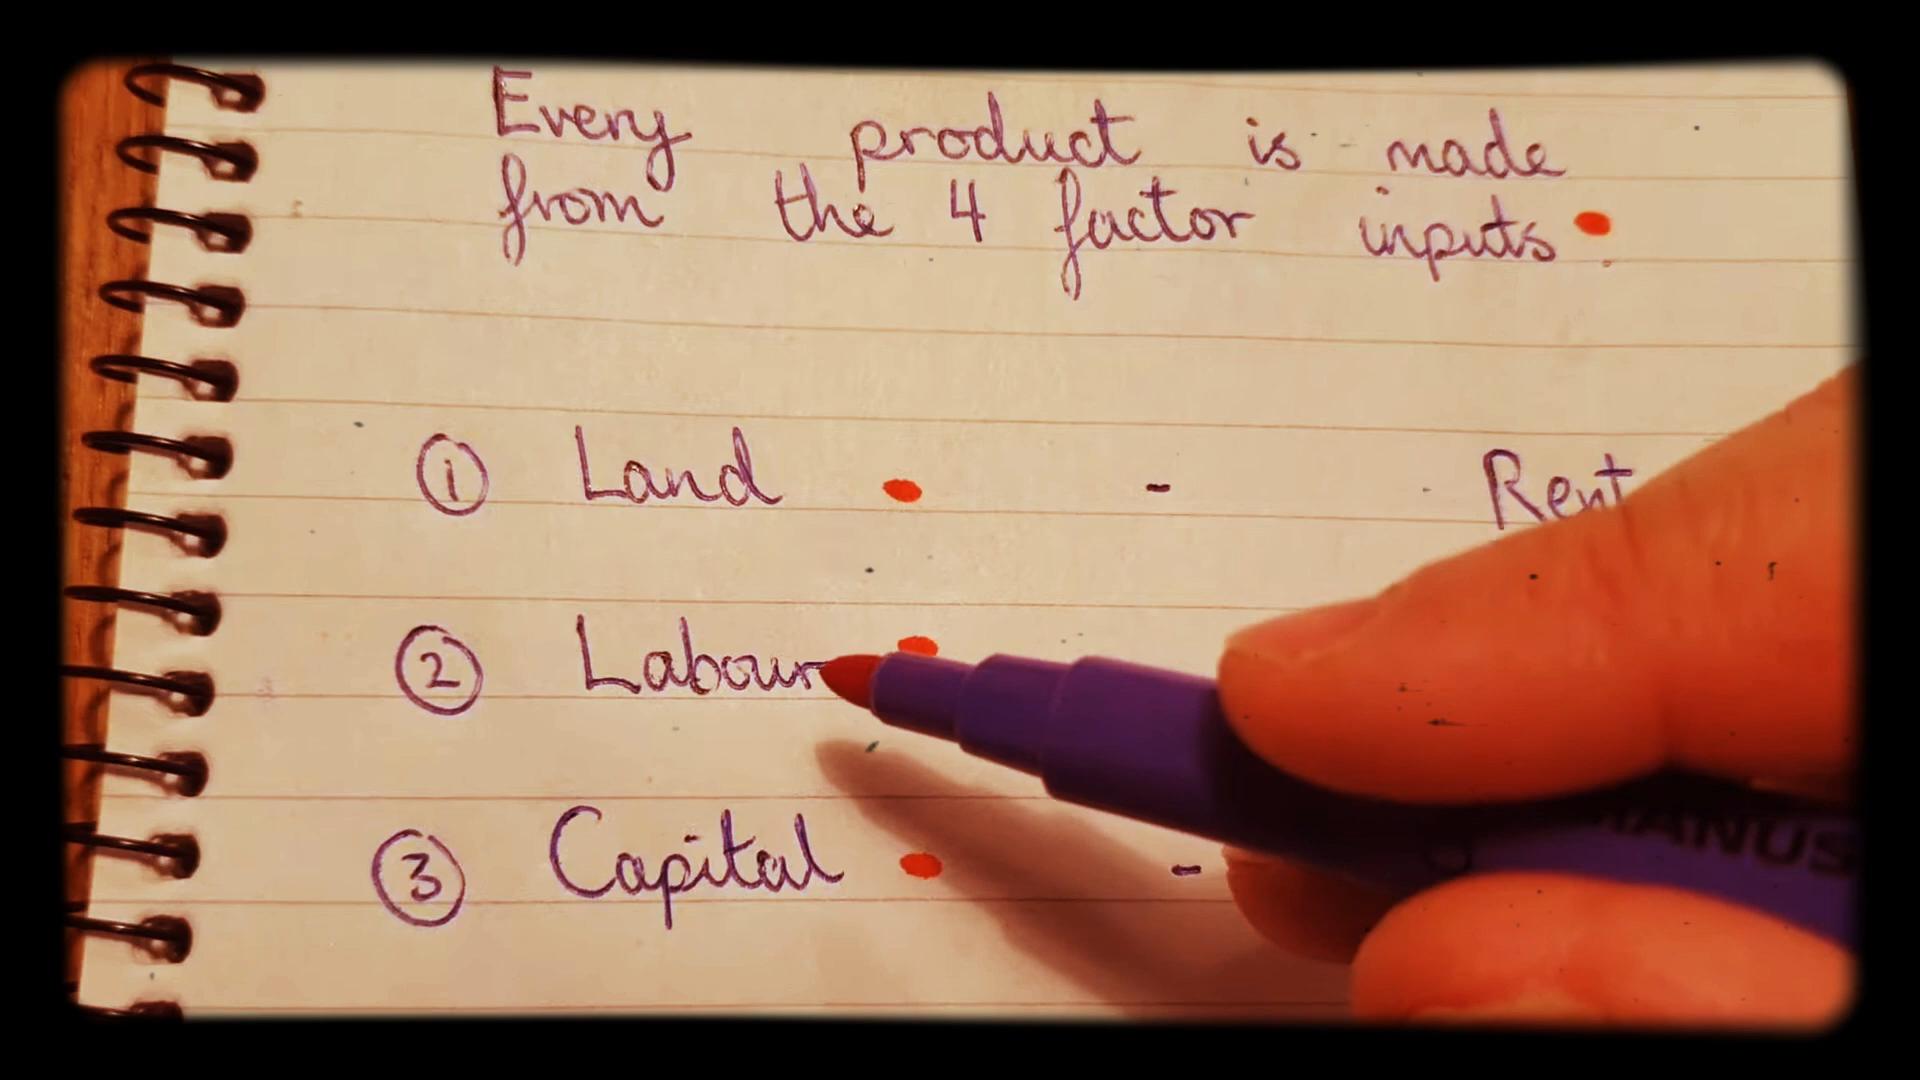 Every product is made
from the 4 factor inputs.
① Land - Rent
② Labour
③ Capital -